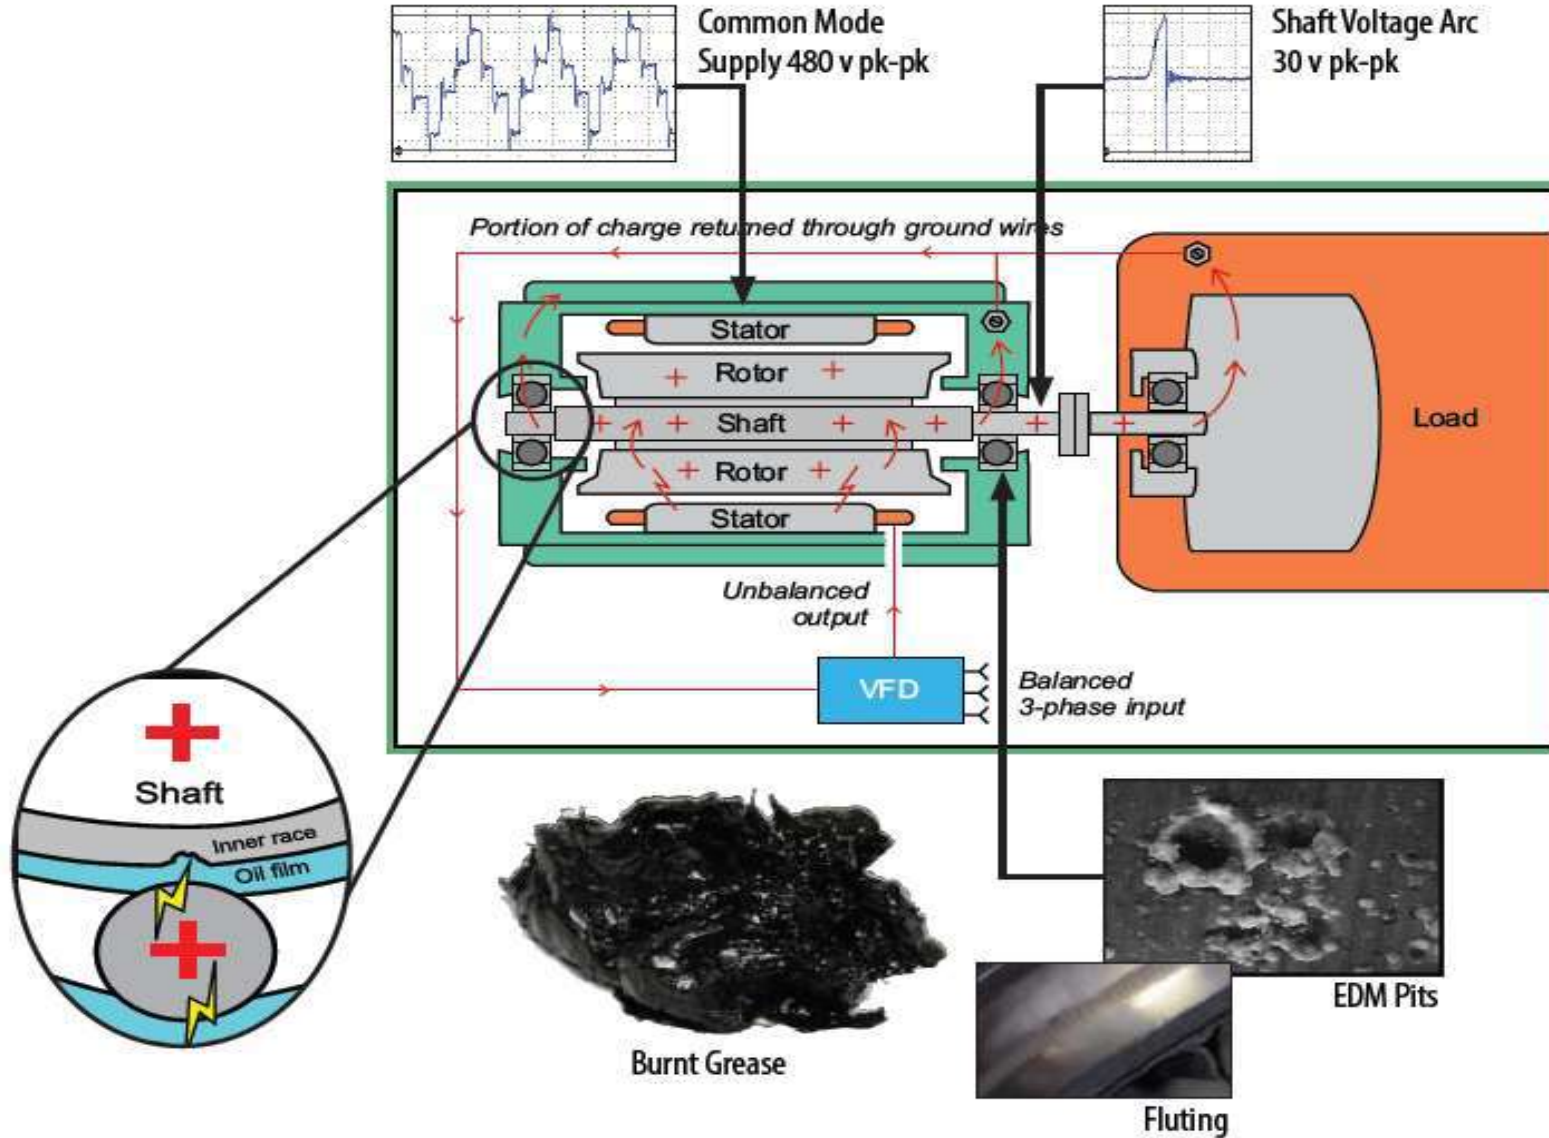 Common Mode
Supply 480 v pk-pk
Shaft Voltage Arc
30 v pk-pk
Portion of charge returned through ground wires
Stator
Rotor
Shaft
Rotor
Stator
Load
Unbalanced
output
VFD
Balanced
3-phase input
Shaft
Inner race
Oil film
Burnt Grease
EDM Pits
Fluting